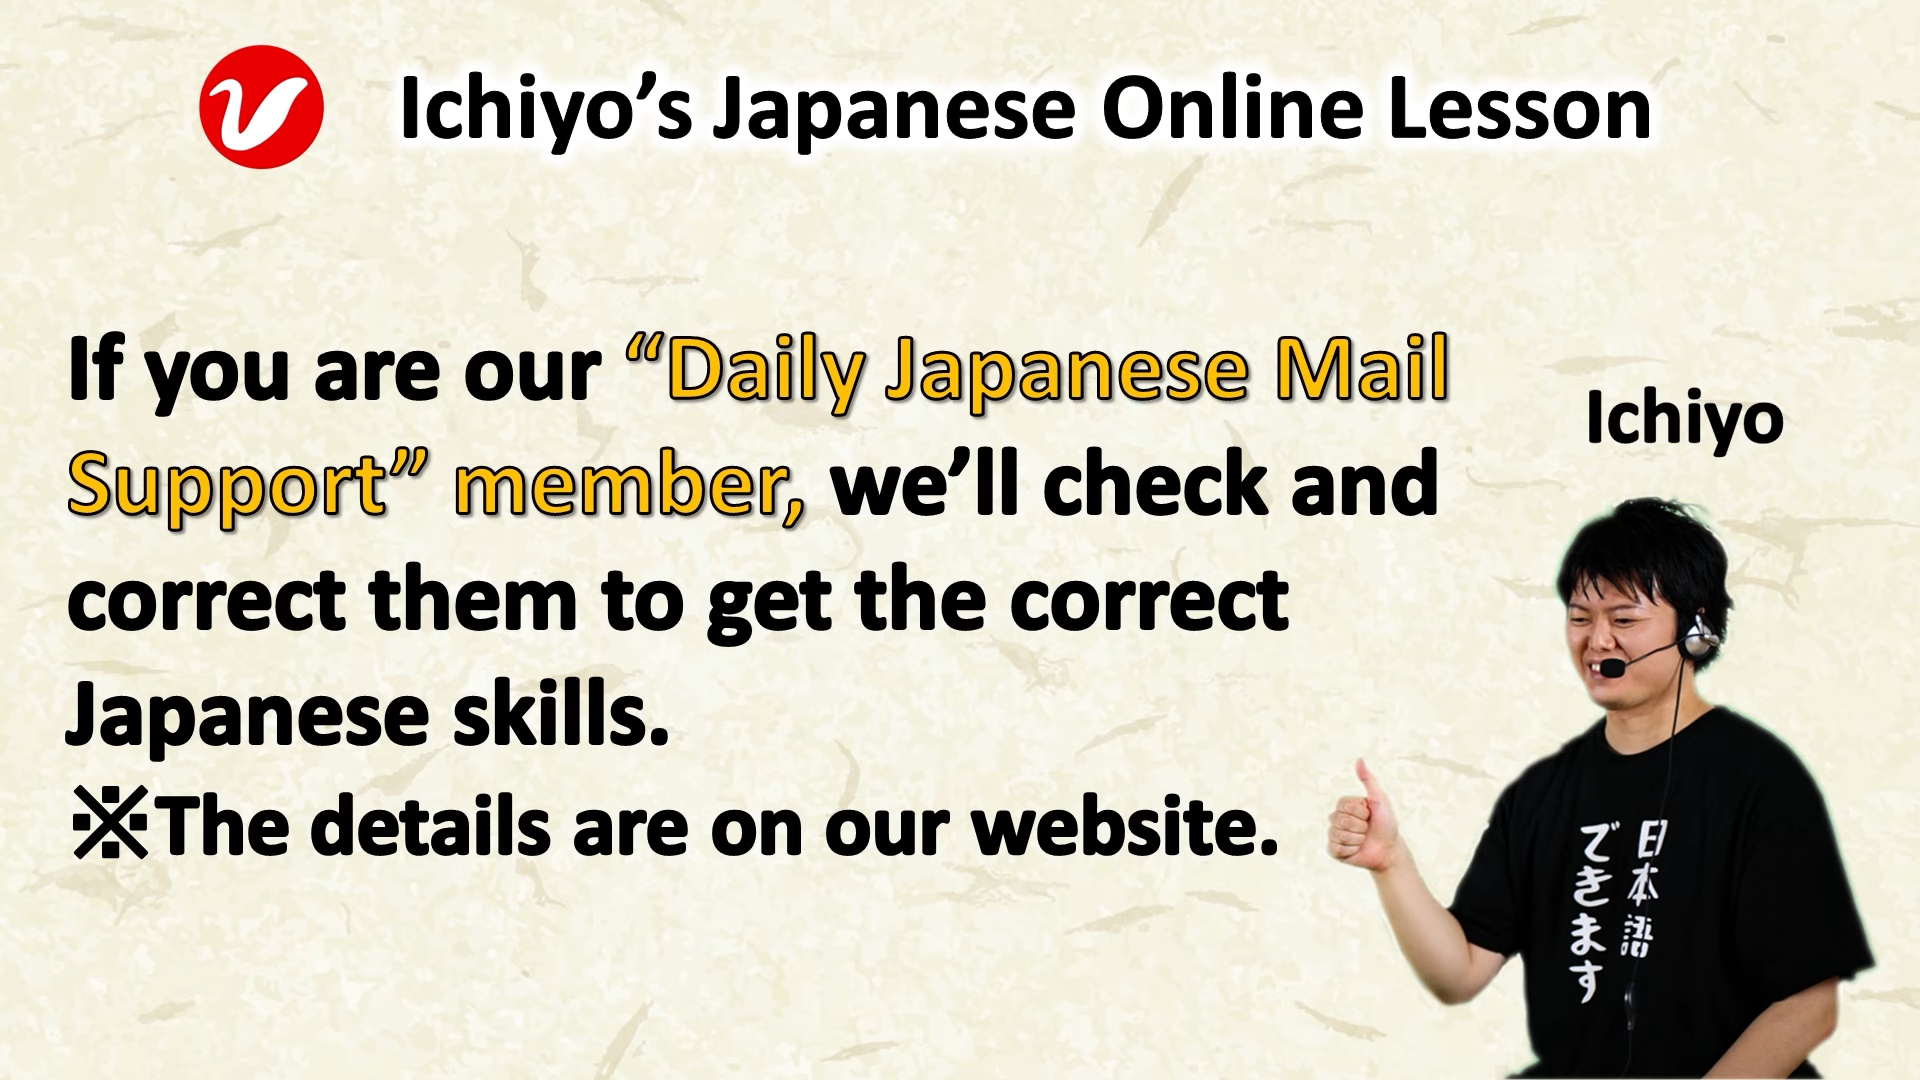 Ichiyo’s Japanese Online Lesson
If you are our “Daily Japanese Mail
Support” member, we’ll check and
correct them to get the correct
Japanese skills.
※The details are on our website.
Ichiyo
日本語
できます